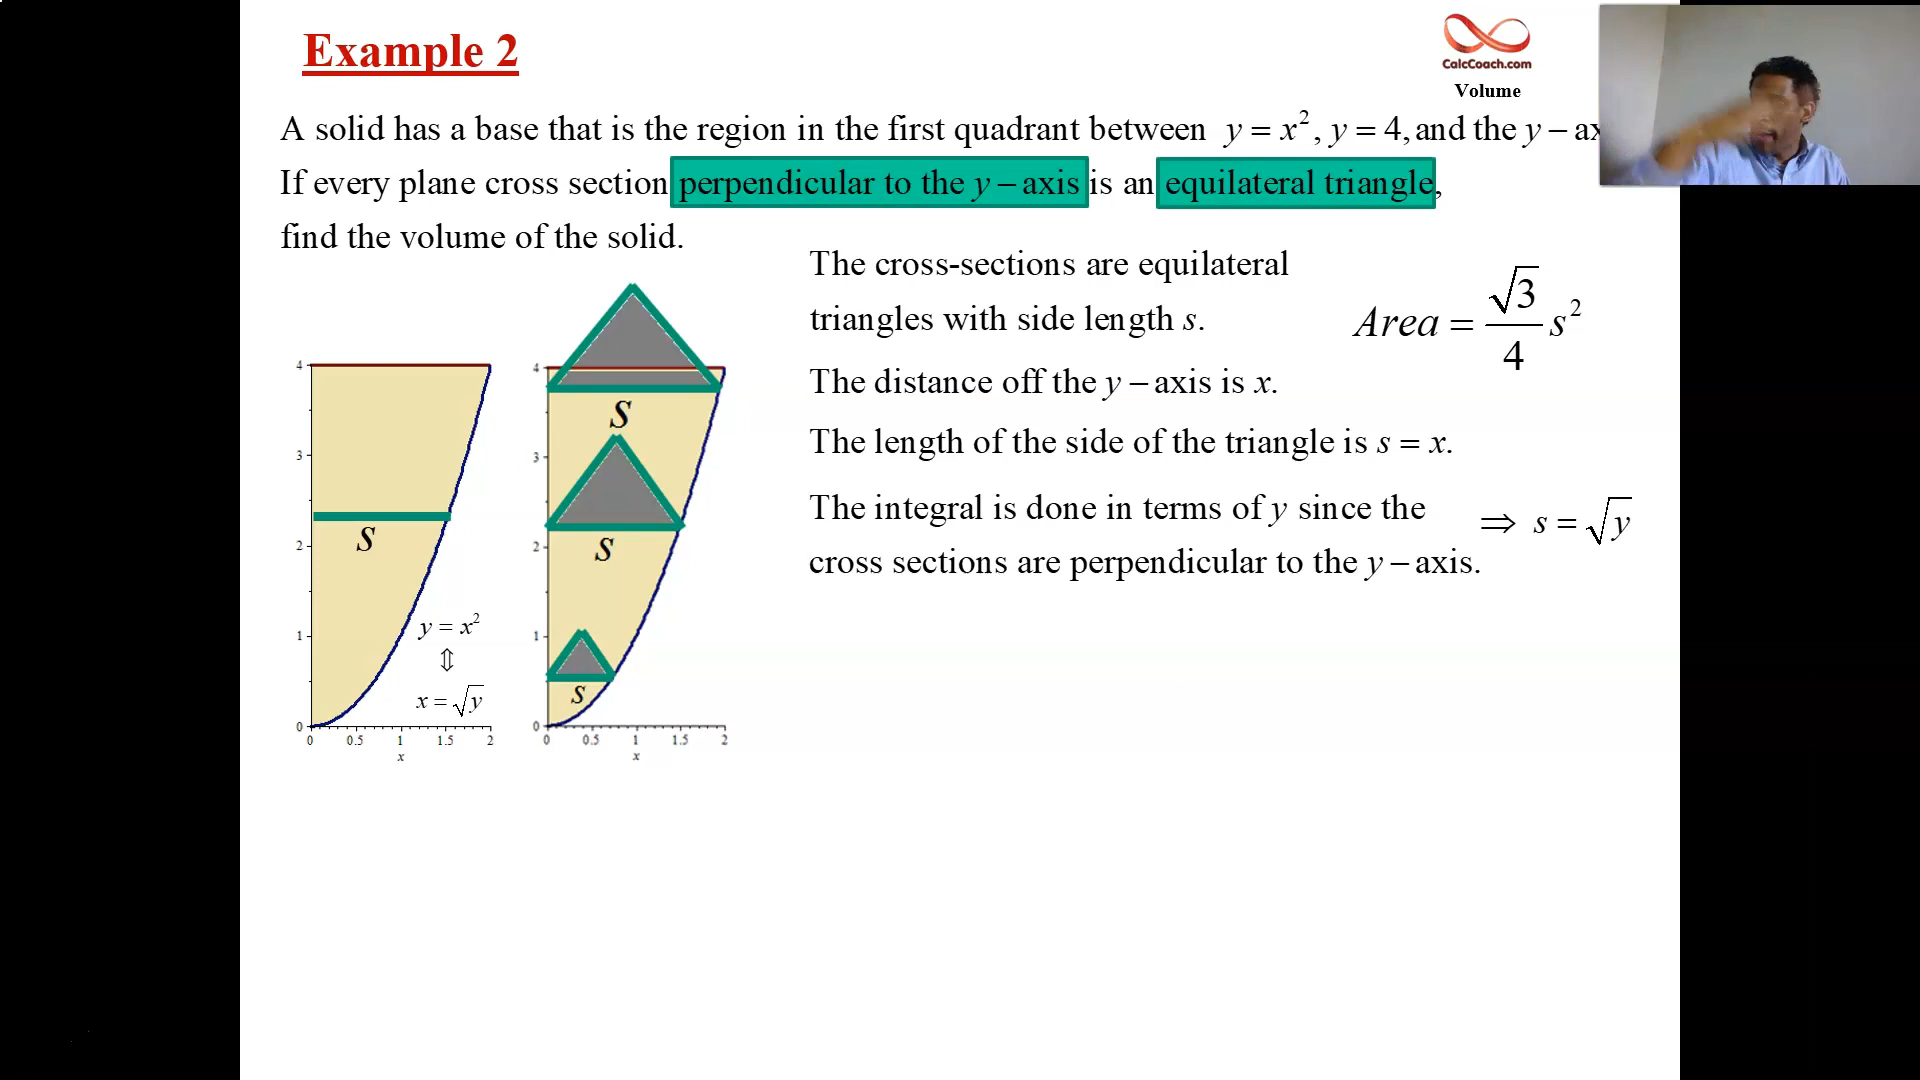 Example 2
CalcCoach.com
Volume
A solid has a base that is the region in the first quadrant between y = x², y = 4, and the y – ax
If every plane cross section perpendicular to the y – axis is an equilateral triangle,
find the volume of the solid.
The cross-sections are equilateral
triangles with side length s.
Area = √3/4 s²
The distance off the y – axis is x.
The length of the side of the triangle is s = x.
The integral is done in terms of y since the
cross sections are perpendicular to the y – axis.
⇒ s = √y
4
3
2
1
0
0 0.5 1 1.5 2
x
S
y = x²
⇕
x = √y
4
3
2
1
0
0 0.5 1 1.5 2
x
S
S
S